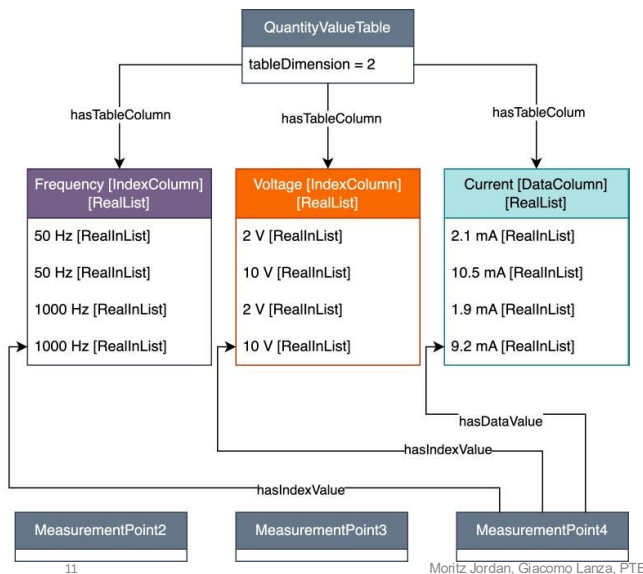 QuantityValueTable
tableDimension = 2
hasTableColumn
hasTableColumn
hasTableColum
Frequency [IndexColumn]
[RealList]
50 Hz [RealInList]
50 Hz [RealInList]
1000 Hz [RealInList]
1000 Hz [RealInList]
Voltage [IndexColumn]
[RealList]
2 V [RealInList]
10 V [RealInList]
2 V [RealInList]
10 V [RealInList]
Current [DataColumn]
[RealList]
2.1 mA [RealInList]
10.5 mA [RealInList]
1.9 mA [RealInList]
9.2 mA [RealInList]
hasDataValue
hasIndexValue
hasIndexValue
MeasurementPoint2
MeasurementPoint3
MeasurementPoint4
11
Moritz Jordan, Giacomo Lanza, PTB